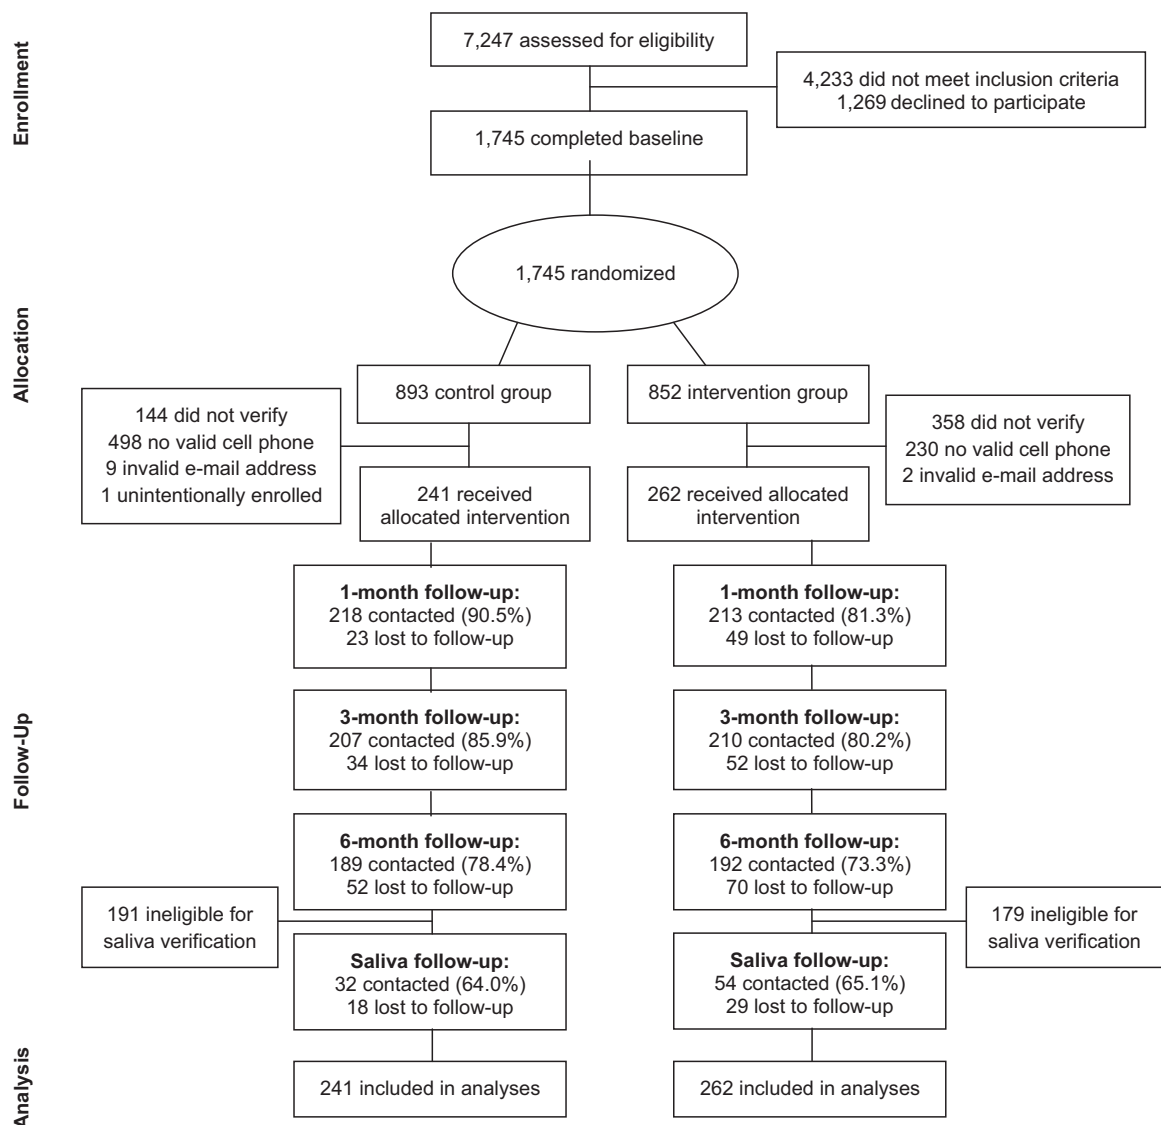 Enrollment
7,247 assessed for eligibility
4,233 did not meet inclusion criteria
1,269 declined to participate
1,745 completed baseline
1,745 randomized
Allocation
893 control group
852 intervention group
144 did not verify
498 no valid cell phone
9 invalid e-mail address
1 unintentionally enrolled
358 did not verify
230 no valid cell phone
2 invalid e-mail address
241 received
allocated intervention
262 received allocated
intervention
Follow-Up
1-month follow-up:
218 contacted (90.5%)
23 lost to follow-up
1-month follow-up:
213 contacted (81.3%)
49 lost to follow-up
3-month follow-up:
207 contacted (85.9%)
34 lost to follow-up
3-month follow-up:
210 contacted (80.2%)
52 lost to follow-up
6-month follow-up:
189 contacted (78.4%)
52 lost to follow-up
6-month follow-up:
192 contacted (73.3%)
70 lost to follow-up
191 ineligible for
saliva verification
179 ineligible for
saliva verification
Saliva follow-up:
32 contacted (64.0%)
18 lost to follow-up
Saliva follow-up:
54 contacted (65.1%)
29 lost to follow-up
Analysis
241 included in analyses
262 included in analyses